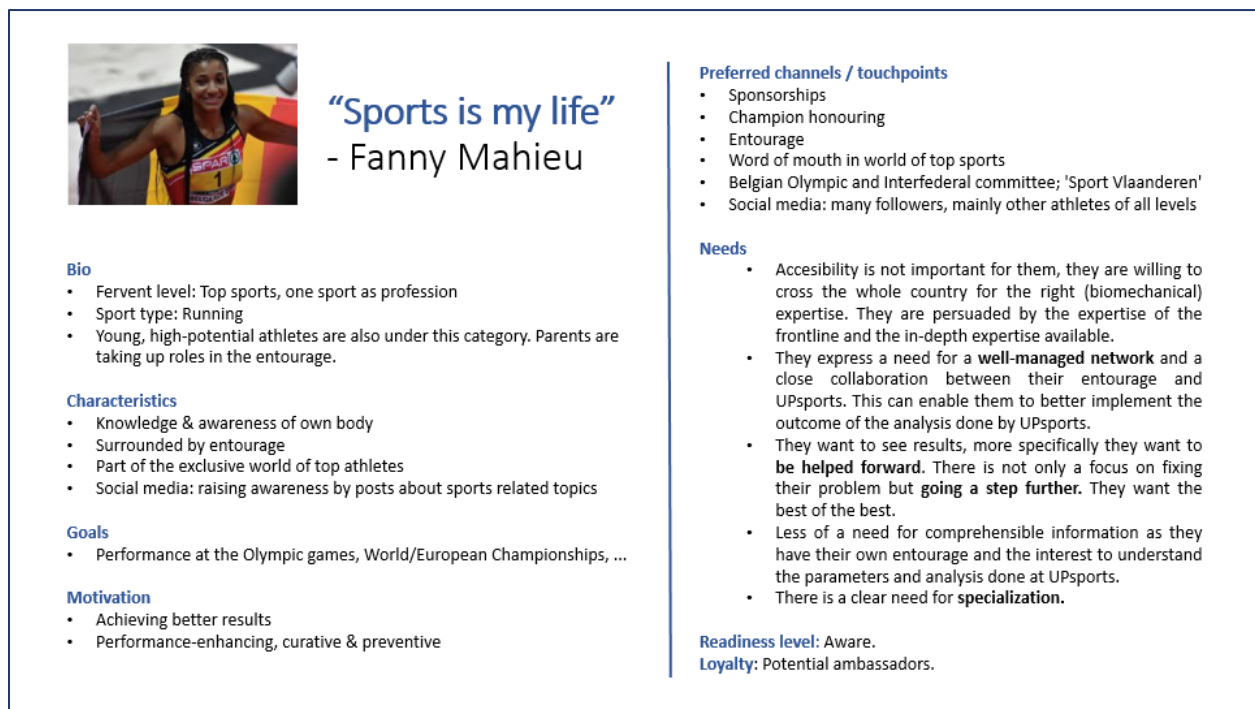 “Sports is my life”
- Fanny Mahieu
SPAR
1
Bio
• Fervent level: Top sports, one sport as profession
• Sport type: Running
• Young, high-potential athletes are also under this category. Parents are
taking up roles in the entourage.
Characteristics
• Knowledge & awareness of own body
• Surrounded by entourage
• Part of the exclusive world of top athletes
• Social media: raising awareness by posts about sports related topics
Goals
• Performance at the Olympic games, World/European Championships, ...
Motivation
• Achieving better results
• Performance-enhancing, curative & preventive
Preferred channels / touchpoints
• Sponsorships
• Champion honouring
• Entourage
• Word of mouth in world of top sports
• Belgian Olympic and Interfederal committee; 'Sport Vlaanderen'
• Social media: many followers, mainly other athletes of all levels
Needs
• Accesibility is not important for them, they are willing to
cross the whole country for the right (biomechanical)
expertise. They are persuaded by the expertise of the
frontline and the in-depth expertise available.
• They express a need for a well-managed network and a
close collaboration between their entourage and
UPsports. This can enable them to better implement the
outcome of the analysis done by UPsports.
• They want to see results, more specifically they want to
be helped forward. There is not only a focus on fixing
their problem but going a step further. They want the
best of the best.
• Less of a need for comprehensible information as they
have their own entourage and the interest to understand
the parameters and analysis done at UPsports.
• There is a clear need for specialization.
Readiness level: Aware.
Loyalty: Potential ambassadors.